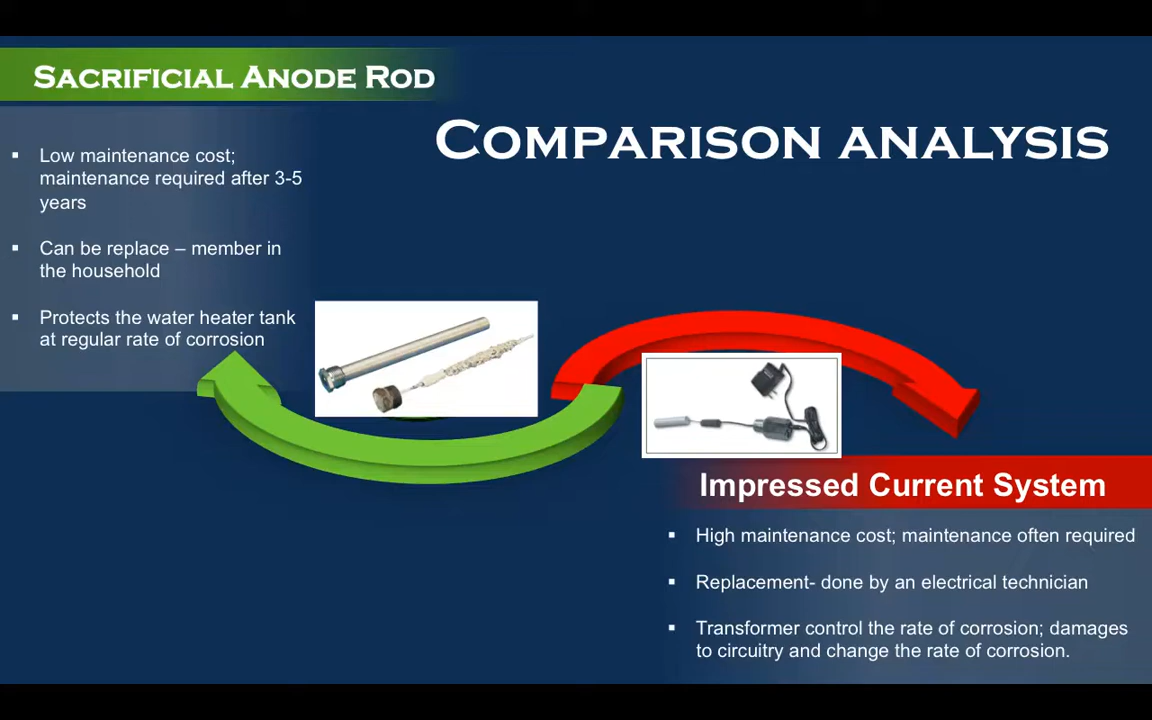 Sacrificial Anode Rod
Comparison analysis
▪ Low maintenance cost;
maintenance required after 3-5
years
▪ Can be replace – member in
the household
▪ Protects the water heater tank
at regular rate of corrosion
Impressed Current System
▪ High maintenance cost; maintenance often required
▪ Replacement- done by an electrical technician
▪ Transformer control the rate of corrosion; damages
to circuitry and change the rate of corrosion.